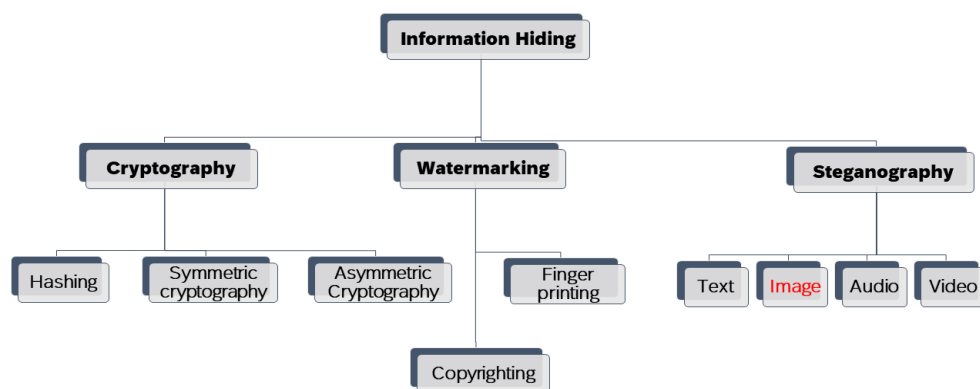 Information Hiding
Cryptography
Watermarking
Steganography
Hashing
Symmetric
cryptography
Asymmetric
Cryptography
Finger
printing
Text
Image
Audio
Video
Copyrighting